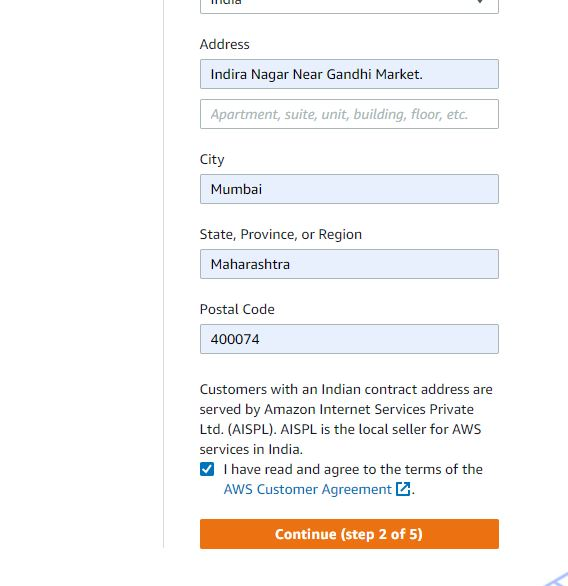 India
Address
Indira Nagar Near Gandhi Market.
Apartment, suite, unit, building, floor, etc.
City
Mumbai
State, Province, or Region
Maharashtra
Postal Code
400074
Customers with an Indian contract address are
served by Amazon Internet Services Private
Ltd. (AISPL). AISPL is the local seller for AWS
services in India.
I have read and agree to the terms of the
AWS Customer Agreement.
Continue (step 2 of 5)